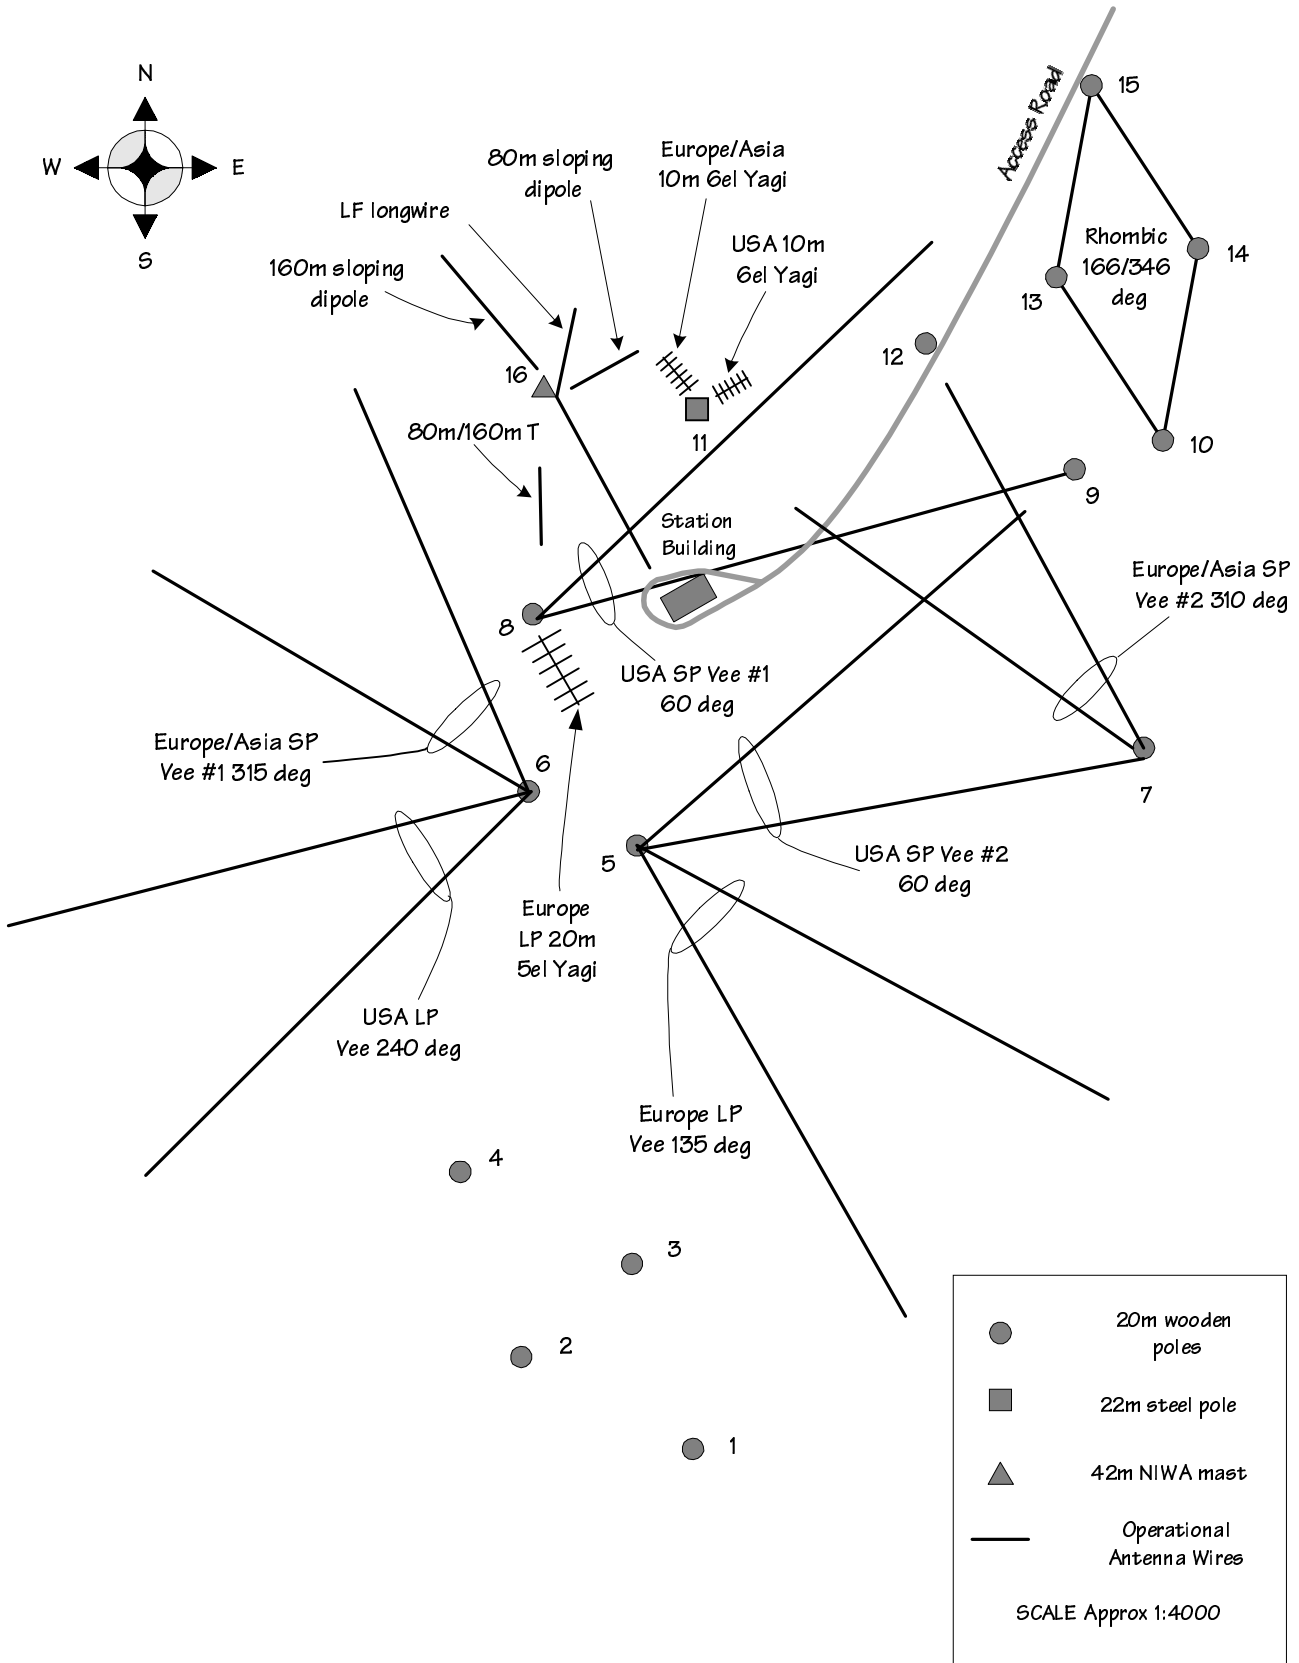 N
W
E
S
Access Road
15
80m sloping
dipole
Europe/Asia
10m 6el Yagi
LF longwire
USA 10m
6el Yagi
160m sloping
dipole
Rhombic
166/346
deg
14
13
12
16
11
80m/160m T
10
9
Station
Building
Europe/Asia SP
Vee #2 310 deg
8
USA SP Vee #1
60 deg
Europe/Asia SP
Vee #1 315 deg
6
7
5
USA SP Vee #2
60 deg
Europe
LP 20m
5el Yagi
USA LP
Vee 240 deg
Europe LP
Vee 135 deg
4
3
2
1
20m wooden
poles
22m steel pole
42m NIWA mast
Operational
Antenna Wires
SCALE Approx 1:4000